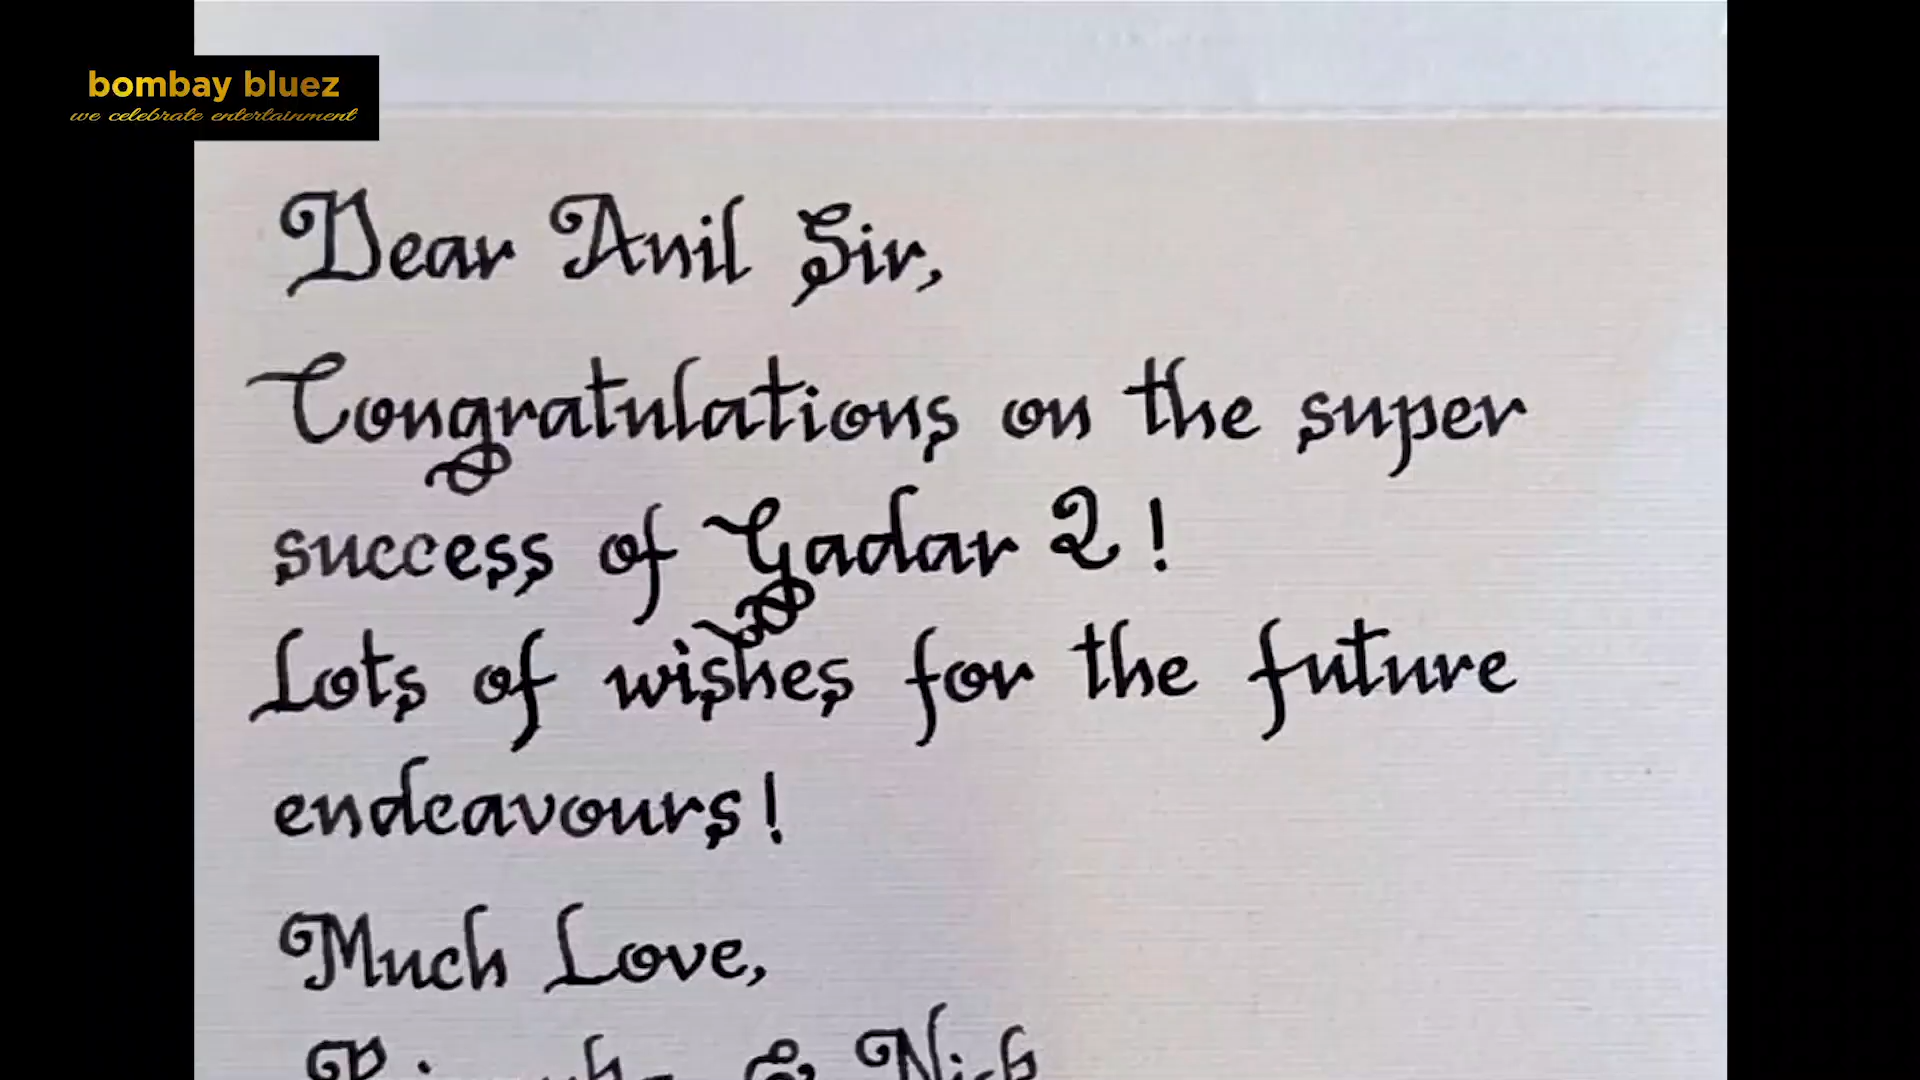 bombay bluez
we celebrate entertainment
Dear Anil Sir,
Congratulations on the super
success of Gadar 2!
Lots of wishes for the future
endeavours!
Much Love,
& Nick